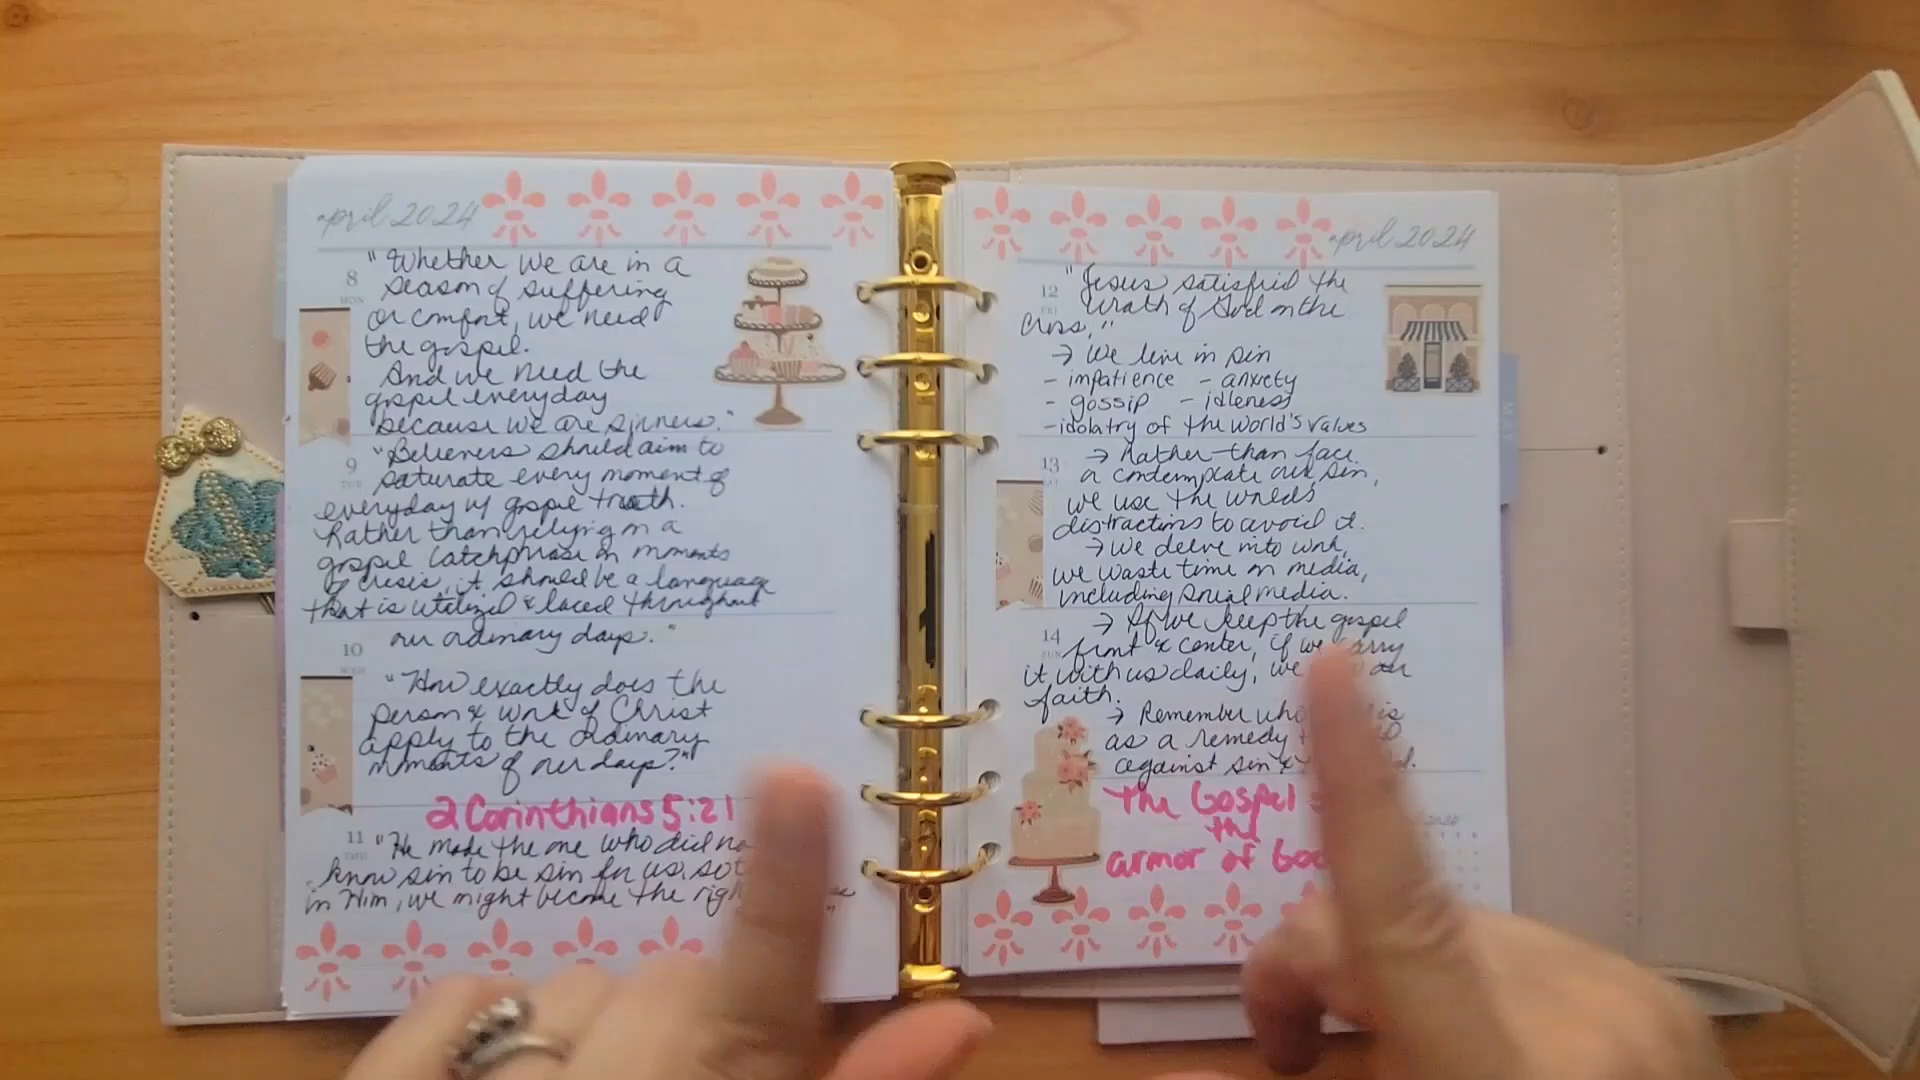 april 2024
8
MON
"Whether we are in a
season of suffering
or comfort, we need
the gospel.
And we need the
gospel everyday
because we are sinners."
9
TUE
"Believers should aim to
saturate every moment of
everyday w/ gospel truth.
Rather than relying on a
gospel catchphrase in moments
of crisis, it should be a language
that is utilized & laced throughout
our ordinary days."
10
WED
"How exactly does the
person & work of Christ
apply to the ordinary
moments of our days?"
2 Corinthians 5:21
11
THU
"He made the one who did
know sin to be sin for us, so
in Him, we might become the
april 2024
12
FRI
"Jesus satisfied the
wrath of God on the
cross."
→ We live in sin
- impatience - anxiety
- gossip - idleness
- idolatry of the world's values
13
SAT
→ Rather than face
a contemplate our sin,
we use the worlds
distractions to avoid it.
→ We delve into work,
we waste time on media,
including social media.
14
SUN
→ If we keep the gospel
front & center, if we carry
it with us daily, we our
faith.
→ Remember who is
as a remedy
against sin &
The Gospel
the
armor of
MAY